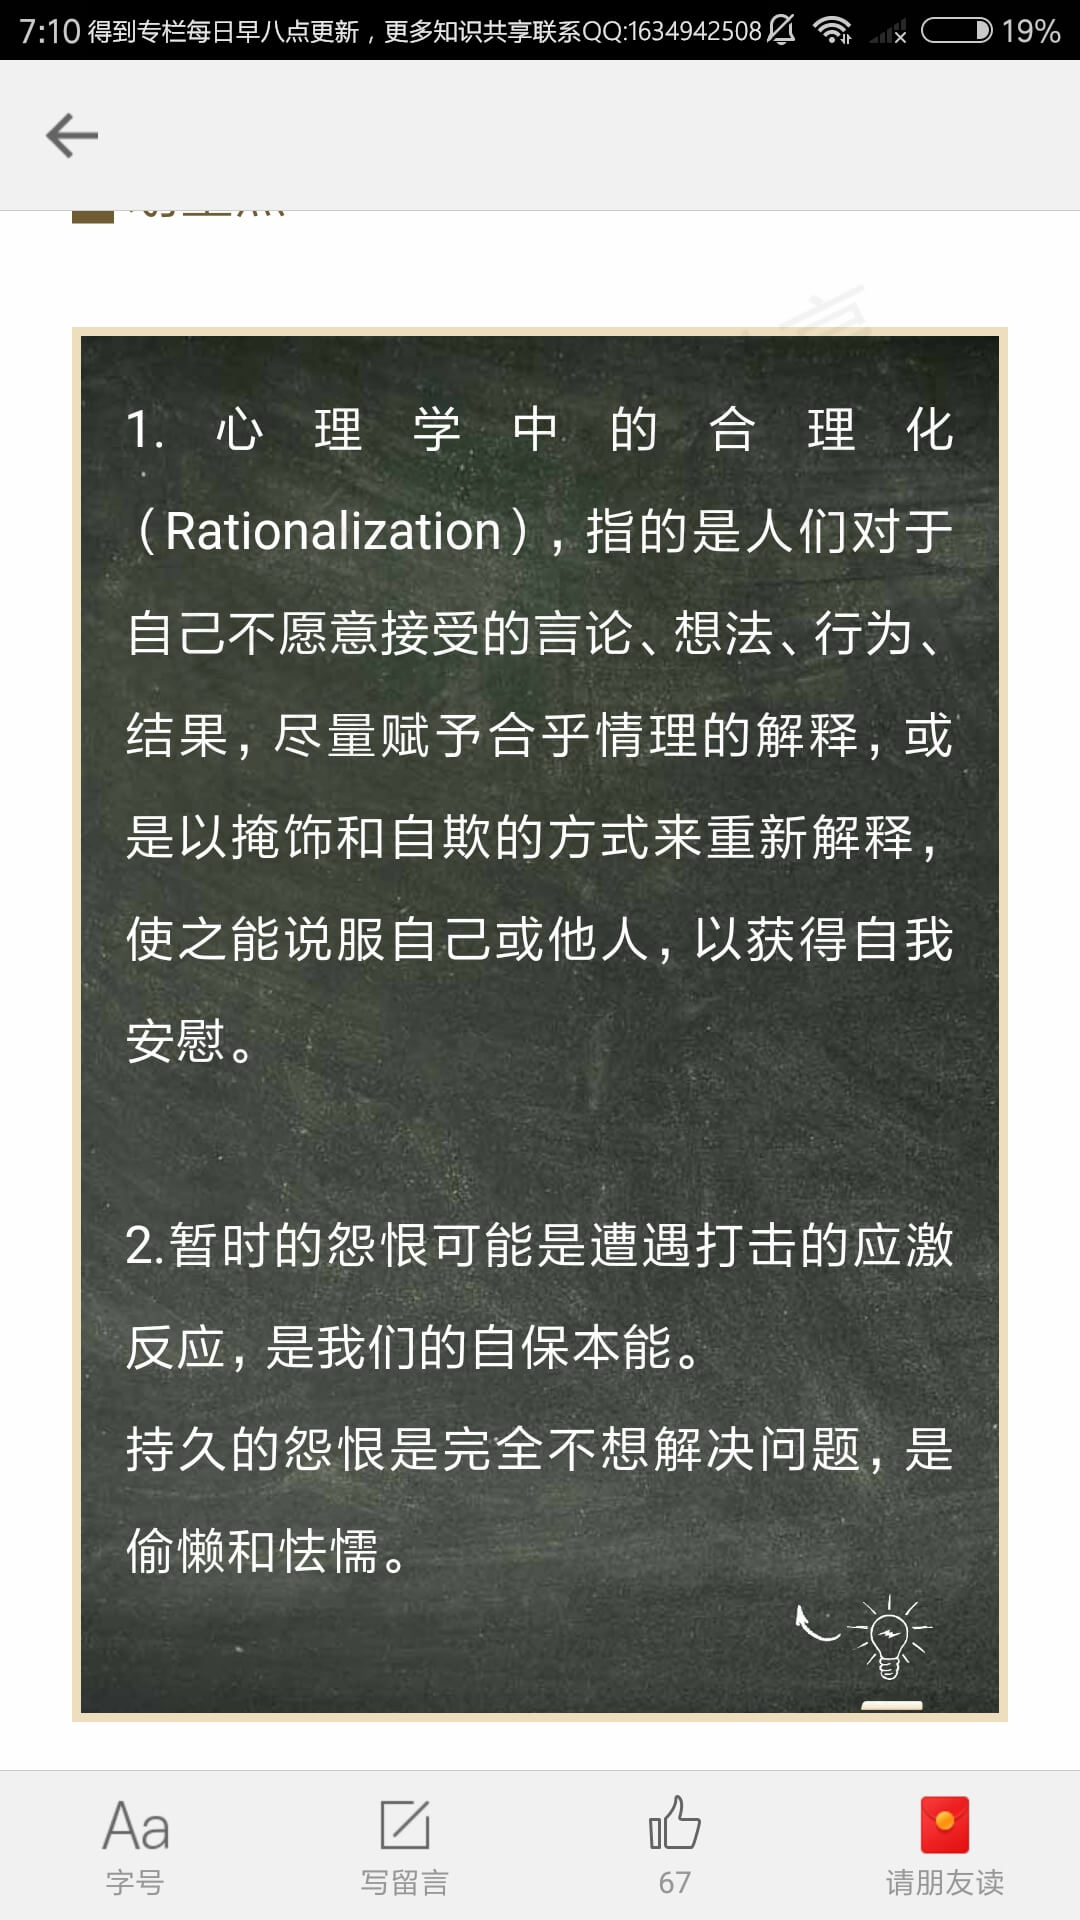 7:10 得到专栏每日早八点更新，更多知识共享联系QQ:1634942508 19%
1. 心理学中的合理化
（Rationalization），指的是人们对于
自己不愿意接受的言论、想法、行为、
结果，尽量赋予合乎情理的解释，或
是以掩饰和自欺的方式来重新解释，
使之能说服自己或他人，以获得自我
安慰。
2.暂时的怨恨可能是遭遇打击的应激
反应，是我们的自保本能。
持久的怨恨是完全不想解决问题，是
偷懒和怯懦。
Aa
字号
写留言
67
请朋友读